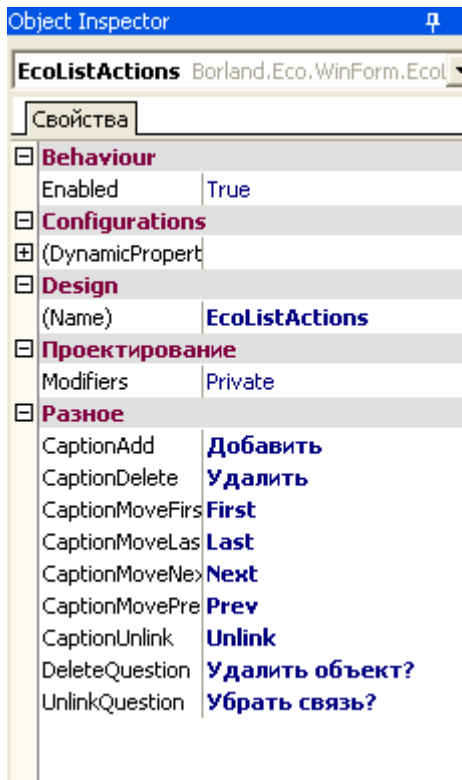 Object Inspector
EcoListActions Borland.Eco.WinForm.EcoL
Свойства
Behaviour
Enabled True
Configurations
(DynamicPropert
Design
(Name) EcoListActions
Проектирование
Modifiers Private
Разное
CaptionAdd Добавить
CaptionDelete Удалить
CaptionMoveFirs First
CaptionMoveLas Last
CaptionMoveNex Next
CaptionMovePre Prev
CaptionUnlink Unlink
DeleteQuestion Удалить объект?
UnlinkQuestion Убрать связь?